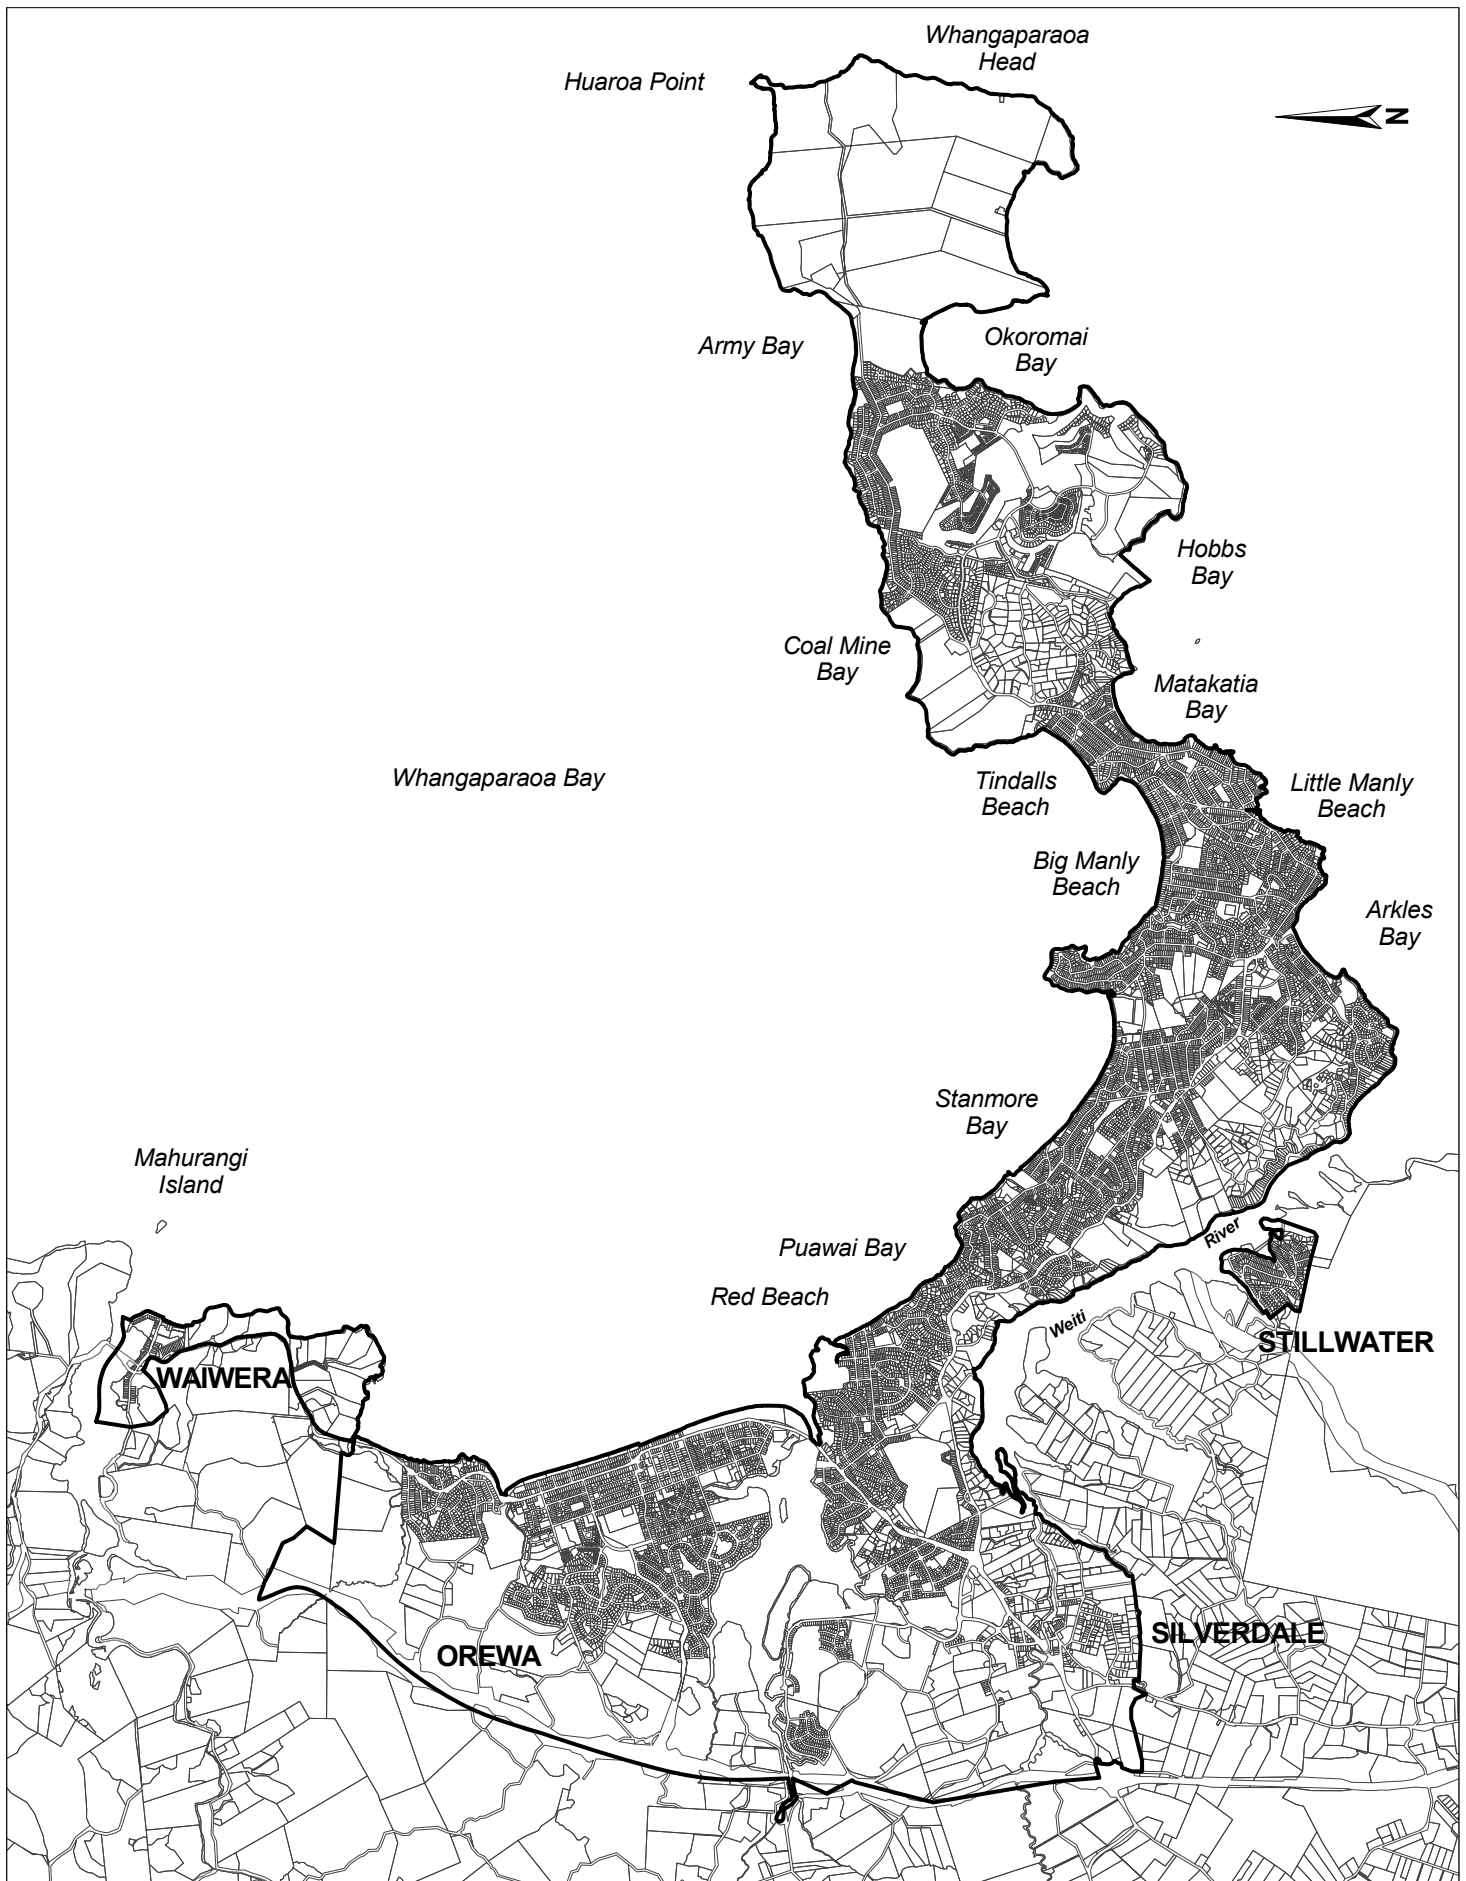 Whangaparaoa
Head
Huaroa Point
N
Army Bay
Okoromai
Bay
Hobbs
Bay
Coal Mine
Bay
Matakatia
Bay
Whangaparaoa Bay
Tindalls
Beach
Little Manly
Beach
Big Manly
Beach
Arkles
Bay
Stanmore
Bay
Mahurangi
Island
Puawai Bay
River
Red Beach
Weiti
STILLWATER
WAIWERA
SILVERDALE
OREWA